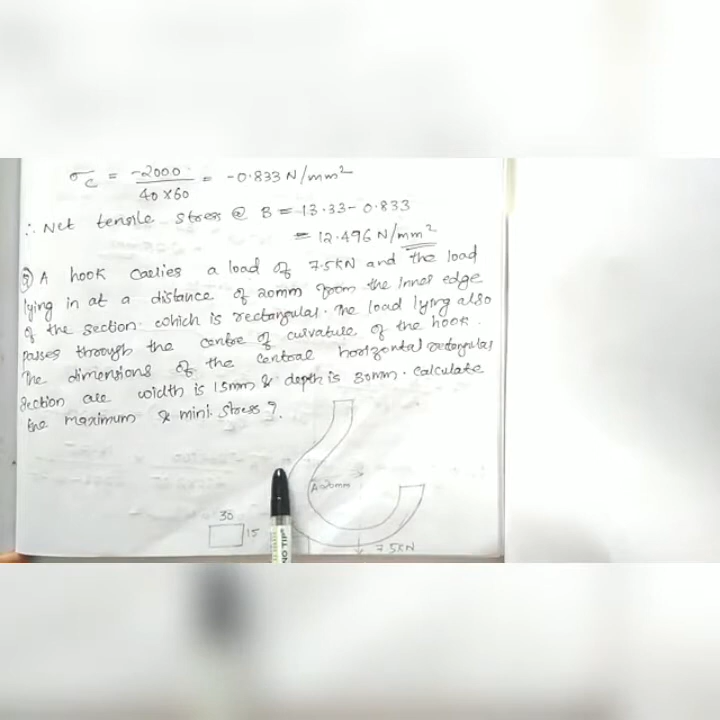 σc = -2000 / 40×60 = -0.833 N/mm²
∴ Net tensile stress @ B = 13.33 - 0.833
= 12.496 N/mm²
A hook carries a load of 7.5KN and the load
lying in at a distance of 20mm from the inner edge
of the section which is rectangular. The load lying also
passes through the centre of curvature of the hook.
The dimensions of the central horizontal rectangular
section are width is 15mm & depth is 30mm. calculate
the maximum & mini. stress?
30
15
7.5KN